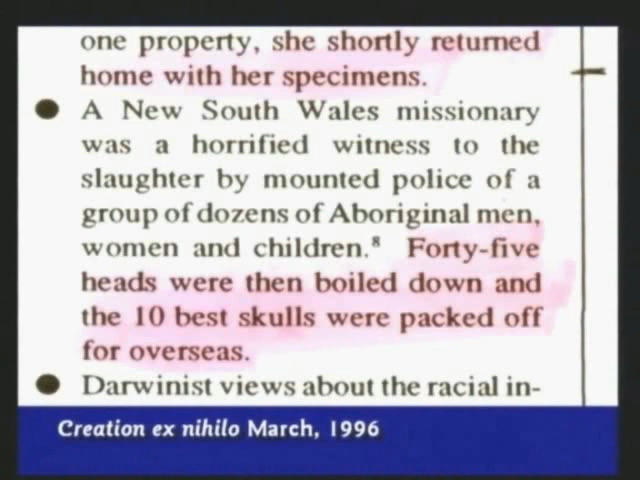 one property, she shortly returned
home with her specimens.
● A New South Wales missionary
was a horrified witness to the
slaughter by mounted police of a
group of dozens of Aboriginal men,
women and children.⁸ Forty-five
heads were then boiled down and
the 10 best skulls were packed off
for overseas.
● Darwinist views about the racial in-
Creation ex nihilo March, 1996